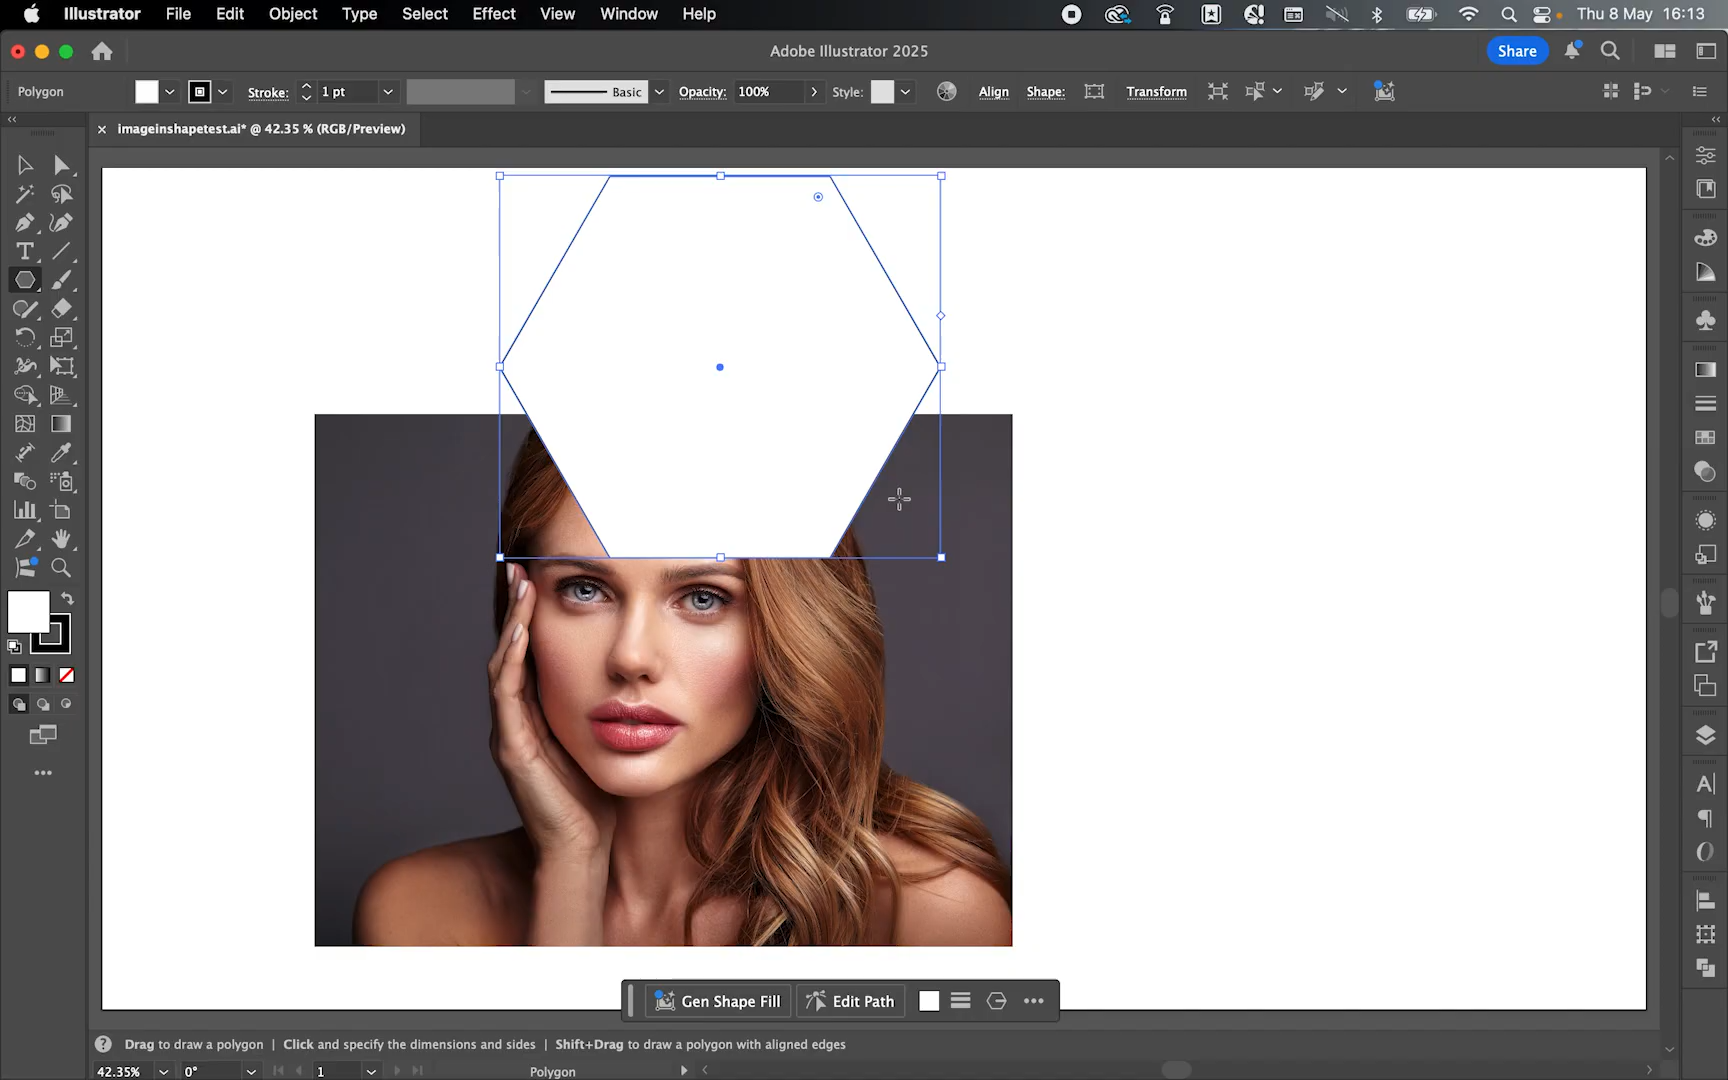 Illustrator File Edit Object Type Select Effect View Window Help Thu 8 May 16:13
Adobe Illustrator 2025 Share
Polygon Stroke: 1 pt Basic Opacity: 100% Style: Align Shape: Transform
imageinshapetest.ai* @ 42.35 % (RGB/Preview)
Gen Shape Fill Edit Path
Drag to draw a polygon | Click and specify the dimensions and sides | Shift+Drag to draw a polygon with aligned edges
42.35% 0° 1 Polygon